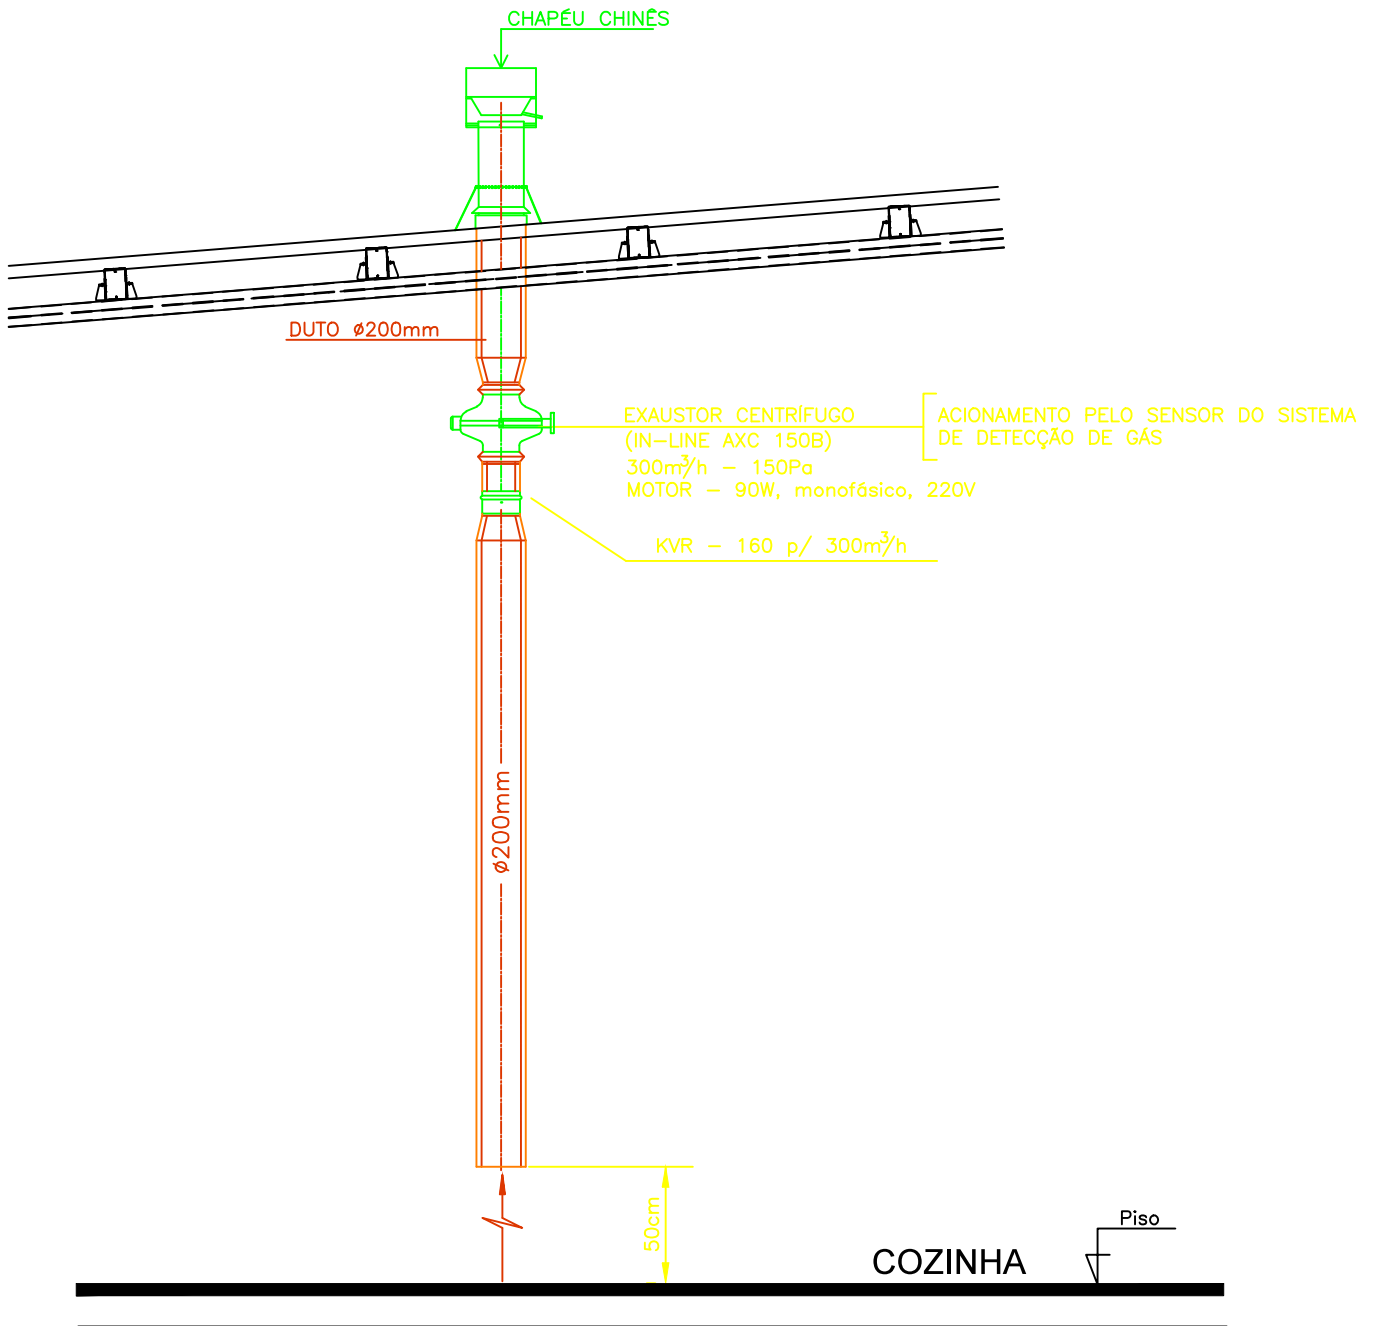 CHAPÉU CHINÊS
DUTO ø200mm
EXAUSTOR CENTRÍFUGO
(IN-LINE AXC 150B)
300m³/h - 150Pa
MOTOR - 90W, monofásico, 220V
ACIONAMENTO PELO SENSOR DO SISTEMA
DE DETECÇÃO DE GÁS
KVR - 160 p/ 300m³/h
ø200mm
50cm
Piso
COZINHA